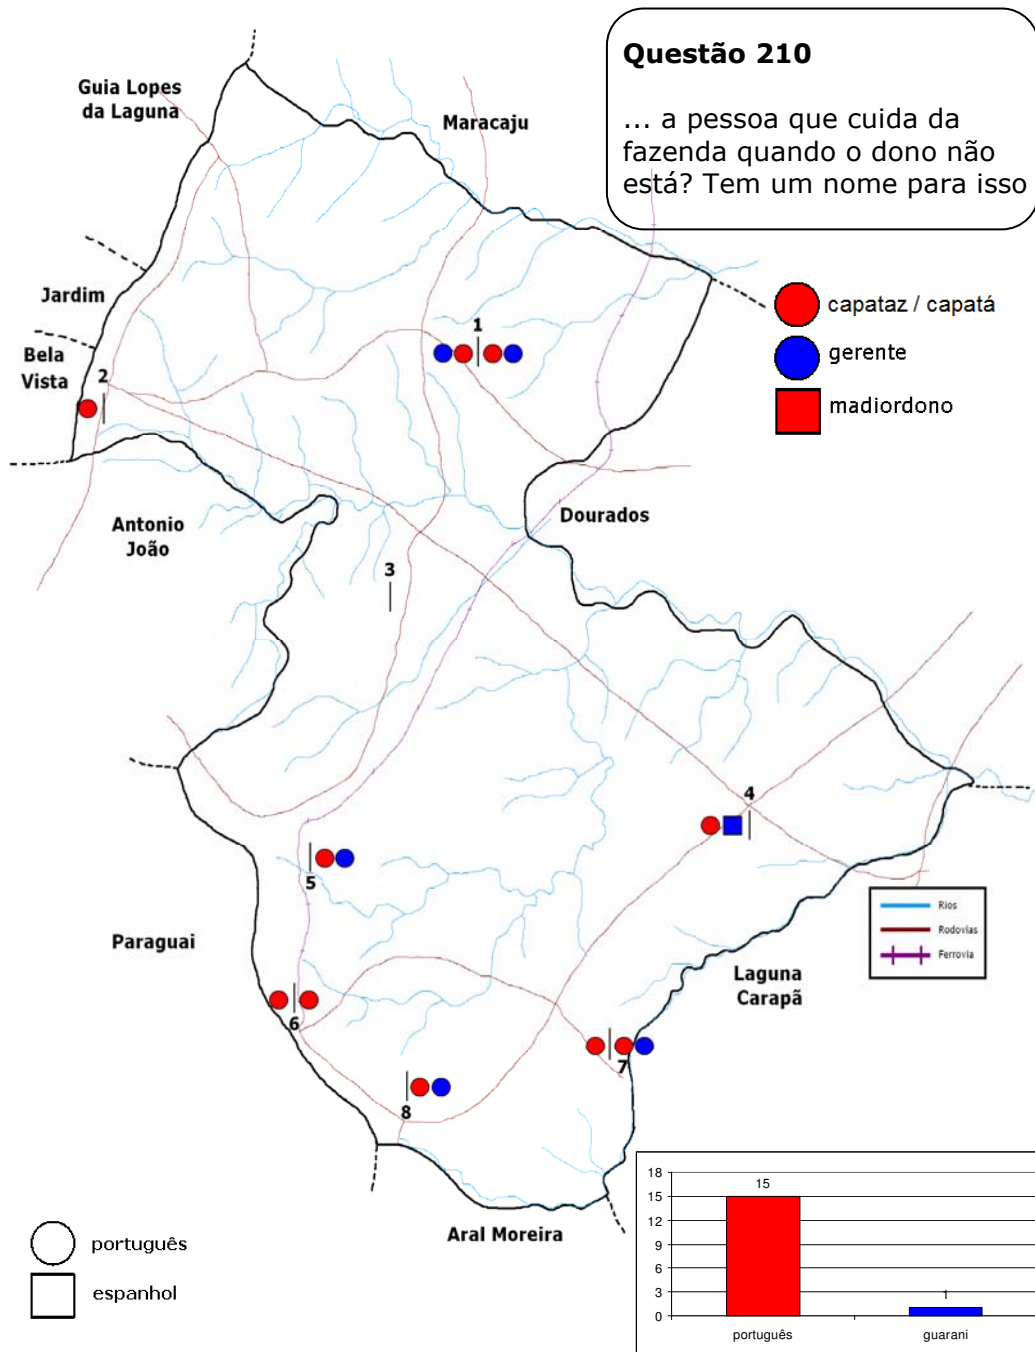 Questão 210
... a pessoa que cuida da
fazenda quando o dono não
está? Tem um nome para isso
Guia Lopes
da Laguna
Maracaju
Jardim
Bela
Vista
capataz / capatá
gerente
madiordono
1
2
Antonio
João
Dourados
3
4
5
Paraguai
Rios
Rodovias
Ferrovia
Laguna
Carapã
6
7
8
Aral Moreira
português
espanhol
18
15
12
9
6
3
0
15
1
português
guarani